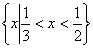 {x|1/3 < x < 1/2}